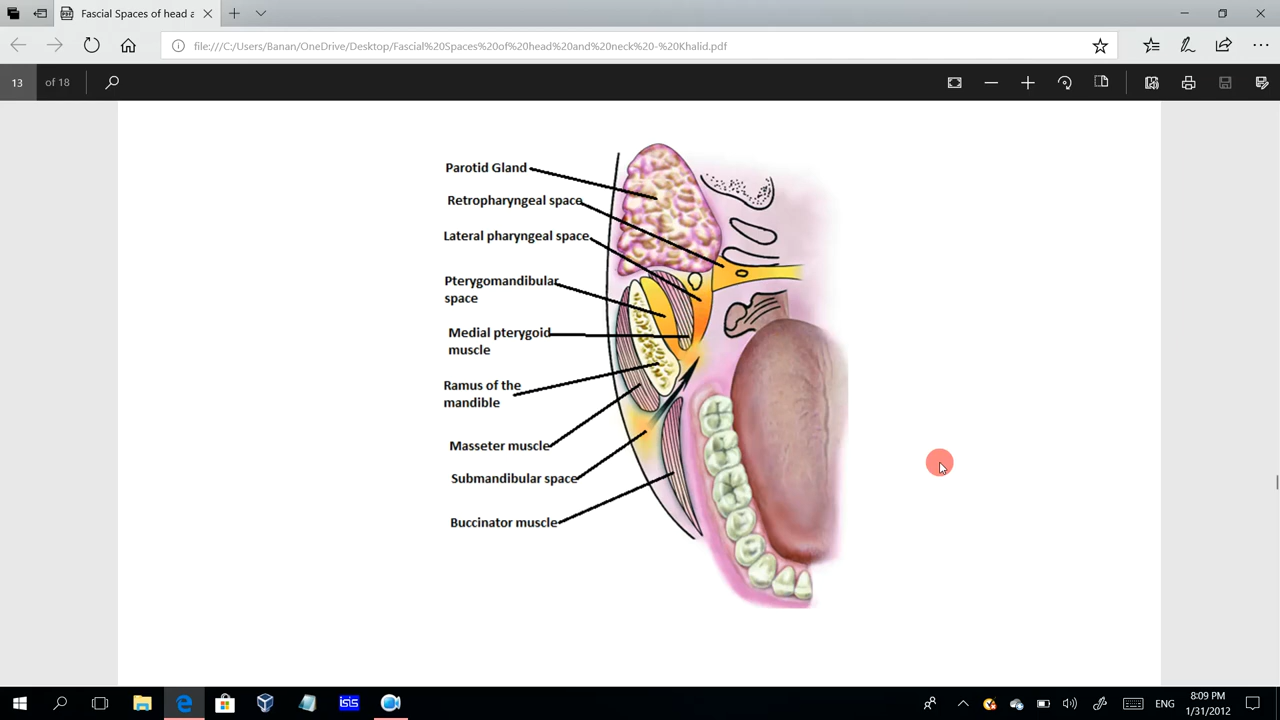 Fascial Spaces of head a
file:///C:/Users/Banan/OneDrive/Desktop/Fascial%20Spaces%20of%20head%20and%20neck%20-%20Khalid.pdf
13 of 18
Parotid Gland
Retropharyngeal space
Lateral pharyngeal space
Pterygomandibular
space
Medial pterygoid
muscle
Ramus of the
mandible
Masseter muscle
Submandibular space
Buccinator muscle
isis
ENG
8:09 PM
1/31/2012